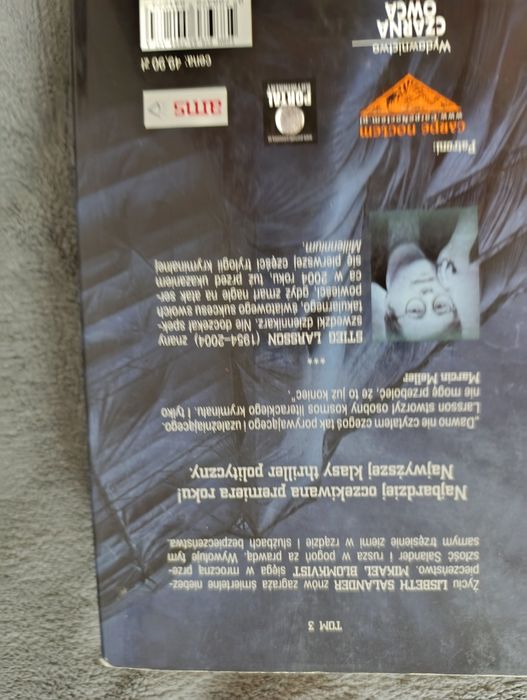 TOM 3
Życiu LISBETH SALANDER znów zagraża śmiertelne niebez-
pieczeństwo. MIKAEL BLOMKVIST sięga w mroczną prze-
szłość Salander i rusza w pogoń za prawdą. Wywołuje tym
samym trzęsienie ziemi w rządzie i służbach bezpieczeństwa.
Najbardziej oczekiwana premiera roku!
Najwyższej klasy thriller polityczny.
„Dawno nie czytałem czegoś tak porywającego i uzależniającego.
Larsson stworzył osobny kosmos literackiego kryminału. I tylko
nie mogę przeboleć, że to już koniec”.
Marcin Meller
***
STIEG LARSSON (1954–2004) znany
szwedzki dziennikarz. Nie doczekał spek-
takularnego, światowego sukcesu swoich
powieści, gdyż zmarł nagle na atak ser-
ca w 2004 roku, tuż przed ukazaniem
się pierwszej części trylogii kryminalnej
Millennium.
Patroni:
carpe noctem
PORTAL
ams
Wydawnictwo
CZARNA
OWCA
cena: 49,90 zł